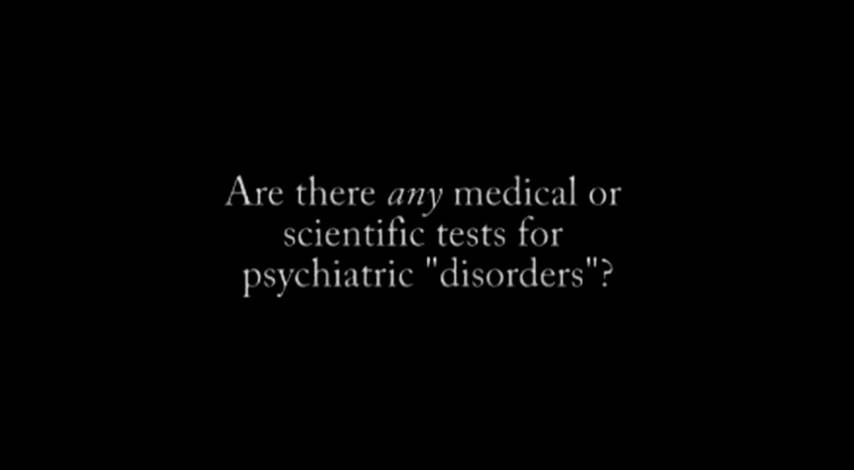 Are there any medical or
scientific tests for
psychiatric "disorders"?